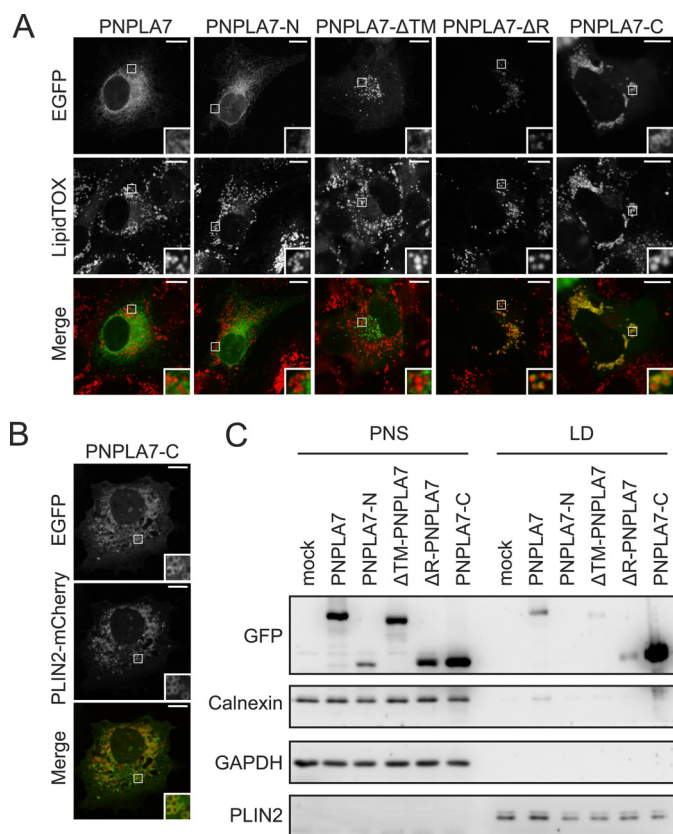 A
PNPLA7 PNPLA7-N PNPLA7-ΔTM PNPLA7-ΔR PNPLA7-C
EGFP
LipidTOX
Merge
B
PNPLA7-C
EGFP
PLIN2-mCherry
Merge
C
PNS LD
mock PNPLA7 PNPLA7-N ΔTM-PNPLA7 ΔR-PNPLA7 PNPLA7-C mock PNPLA7 PNPLA7-N ΔTM-PNPLA7 ΔR-PNPLA7 PNPLA7-C
GFP
Calnexin
GAPDH
PLIN2